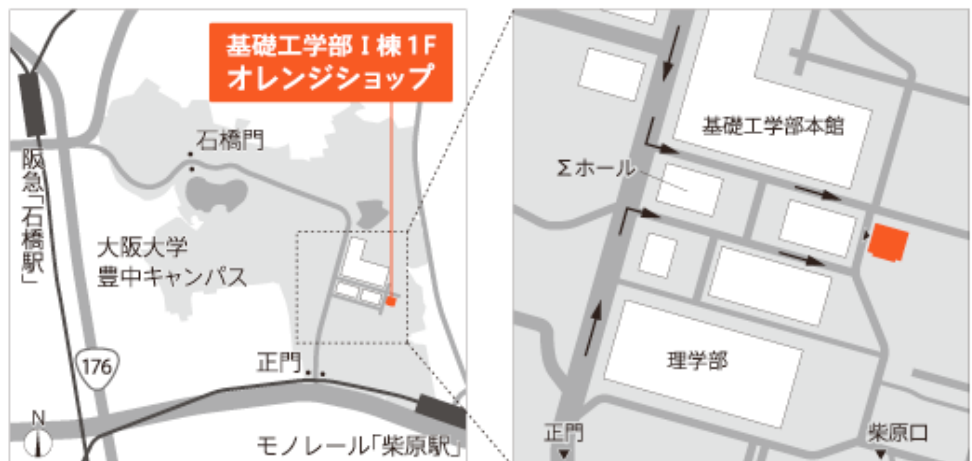 基礎工学部 I 棟 1F
オレンジショップ
石橋門
阪急「石橋駅」
大阪大学
豊中キャンパス
176
正門
N
モノレール「柴原駅」
基礎工学部本館
Σホール
理学部
正門
柴原口